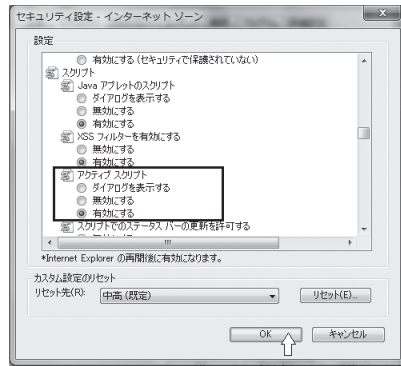 セキュリティ設定 - インターネット ゾーン
設定
有効にする (セキュリティで保護されていない)
スクリプト
Java アプレットのスクリプト
ダイアログを表示する
無効にする
有効にする
XSS フィルターを有効にする
無効にする
有効にする
アクティブ スクリプト
ダイアログを表示する
無効にする
有効にする
スクリプトでのステータス バーの更新を許可する
*Internet Explorer の再開後に有効になります。
カスタム設定のリセット
リセット先(R):
中高 (既定)
リセット(E)...
OK
キャンセル